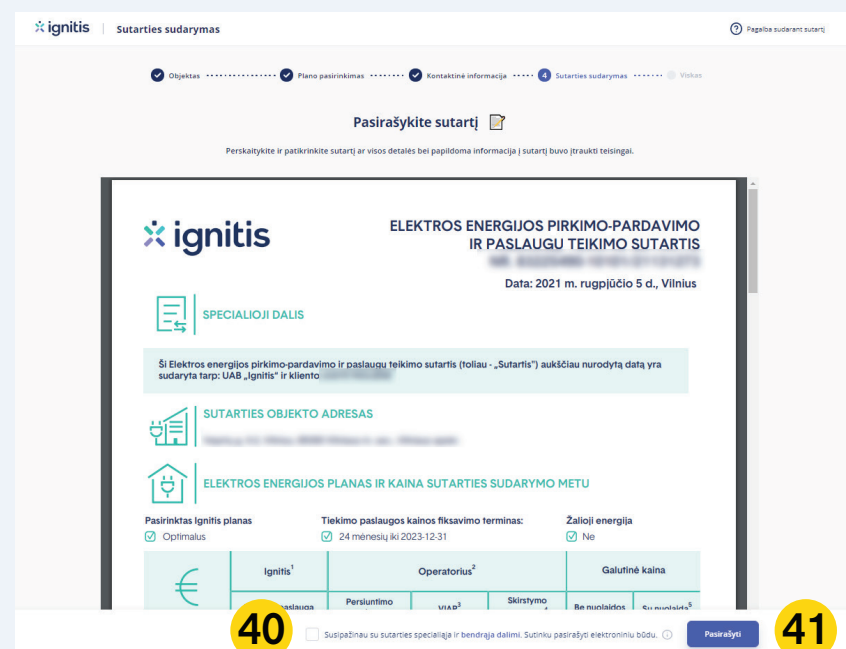 ignitis Sutarties sudarymas
Pagalba sudarant sutartį
Objektas Plano pasirinkimas Kontaktinė informacija 4 Sutarties sudarymas Viskas
Pasirašykite sutartį
Perskaitykite ir patikrinkite sutartį ar visos detalės bei papildoma informacija į sutartį buvo įtraukti teisingai.
ignitis
ELEKTROS ENERGIJOS PIRKIMO-PARDAVIMO
IR PASLAUGŲ TEIKIMO SUTARTIS
Data: 2021 m. rugpjūčio 5 d., Vilnius
SPECIALIOJI DALIS
Ši Elektros energijos pirkimo-pardavimo ir paslaugų teikimo sutartis (toliau - „Sutartis") aukščiau nurodytą datą yra
sudaryta tarp: UAB „Ignitis" ir kliento
SUTARTIES OBJEKTO ADRESAS
ELEKTROS ENERGIJOS PLANAS IR KAINA SUTARTIES SUDARYMO METU
Pasirinktas Ignitis planas Tiekimo paslaugos kainos fiksavimo terminas: Žalioji energija
Optimalus 24 mėnesių iki 2023-12-31 Ne
€ Ignitis¹ Operatorius² Galutinė kaina
paslauga Persiuntimo VIAP³ Skirstymo Be nuolaidos Su nuolaida⁵
40 Susipažinau su sutarties specialiąja ir bendrąja dalimi. Sutinku pasirašyti elektroniniu būdu. Pasirašyti 41